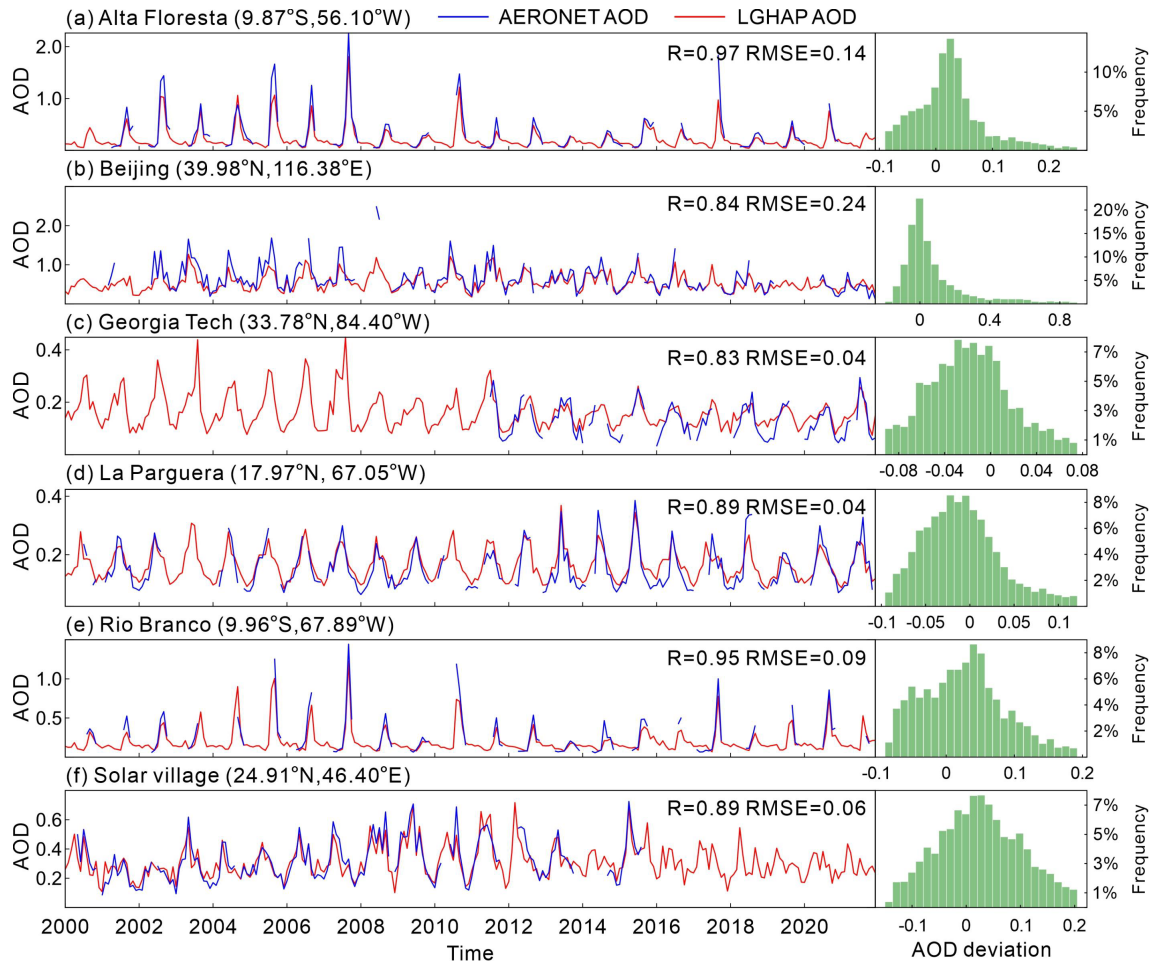 (a) Alta Floresta (9.87°S,56.10°W) AERONET AOD LGHAP AOD
R=0.97 RMSE=0.14
AOD
2.0
1.0
10%
5%
Frequency
-0.1 0 0.1 0.2
(b) Beijing (39.98°N,116.38°E)
R=0.84 RMSE=0.24
AOD
2.0
1.0
20%
15%
10%
5%
Frequency
0 0.4 0.8
(c) Georgia Tech (33.78°N,84.40°W)
R=0.83 RMSE=0.04
AOD
0.4
0.2
7%
5%
3%
1%
Frequency
-0.08 -0.04 0 0.04 0.08
(d) La Parguera (17.97°N, 67.05°W)
R=0.89 RMSE=0.04
AOD
0.4
0.2
8%
6%
4%
2%
Frequency
-0.1 -0.05 0 0.05 0.1
(e) Rio Branco (9.96°S,67.89°W)
R=0.95 RMSE=0.09
AOD
1.0
0.5
8%
6%
4%
2%
Frequency
-0.1 0 0.1 0.2
(f) Solar village (24.91°N,46.40°E)
R=0.89 RMSE=0.06
AOD
0.6
0.4
0.2
7%
5%
3%
1%
Frequency
-0.1 0 0.1 0.2
2000 2002 2004 2006 2008 2010 2012 2014 2016 2018 2020
Time
AOD deviation